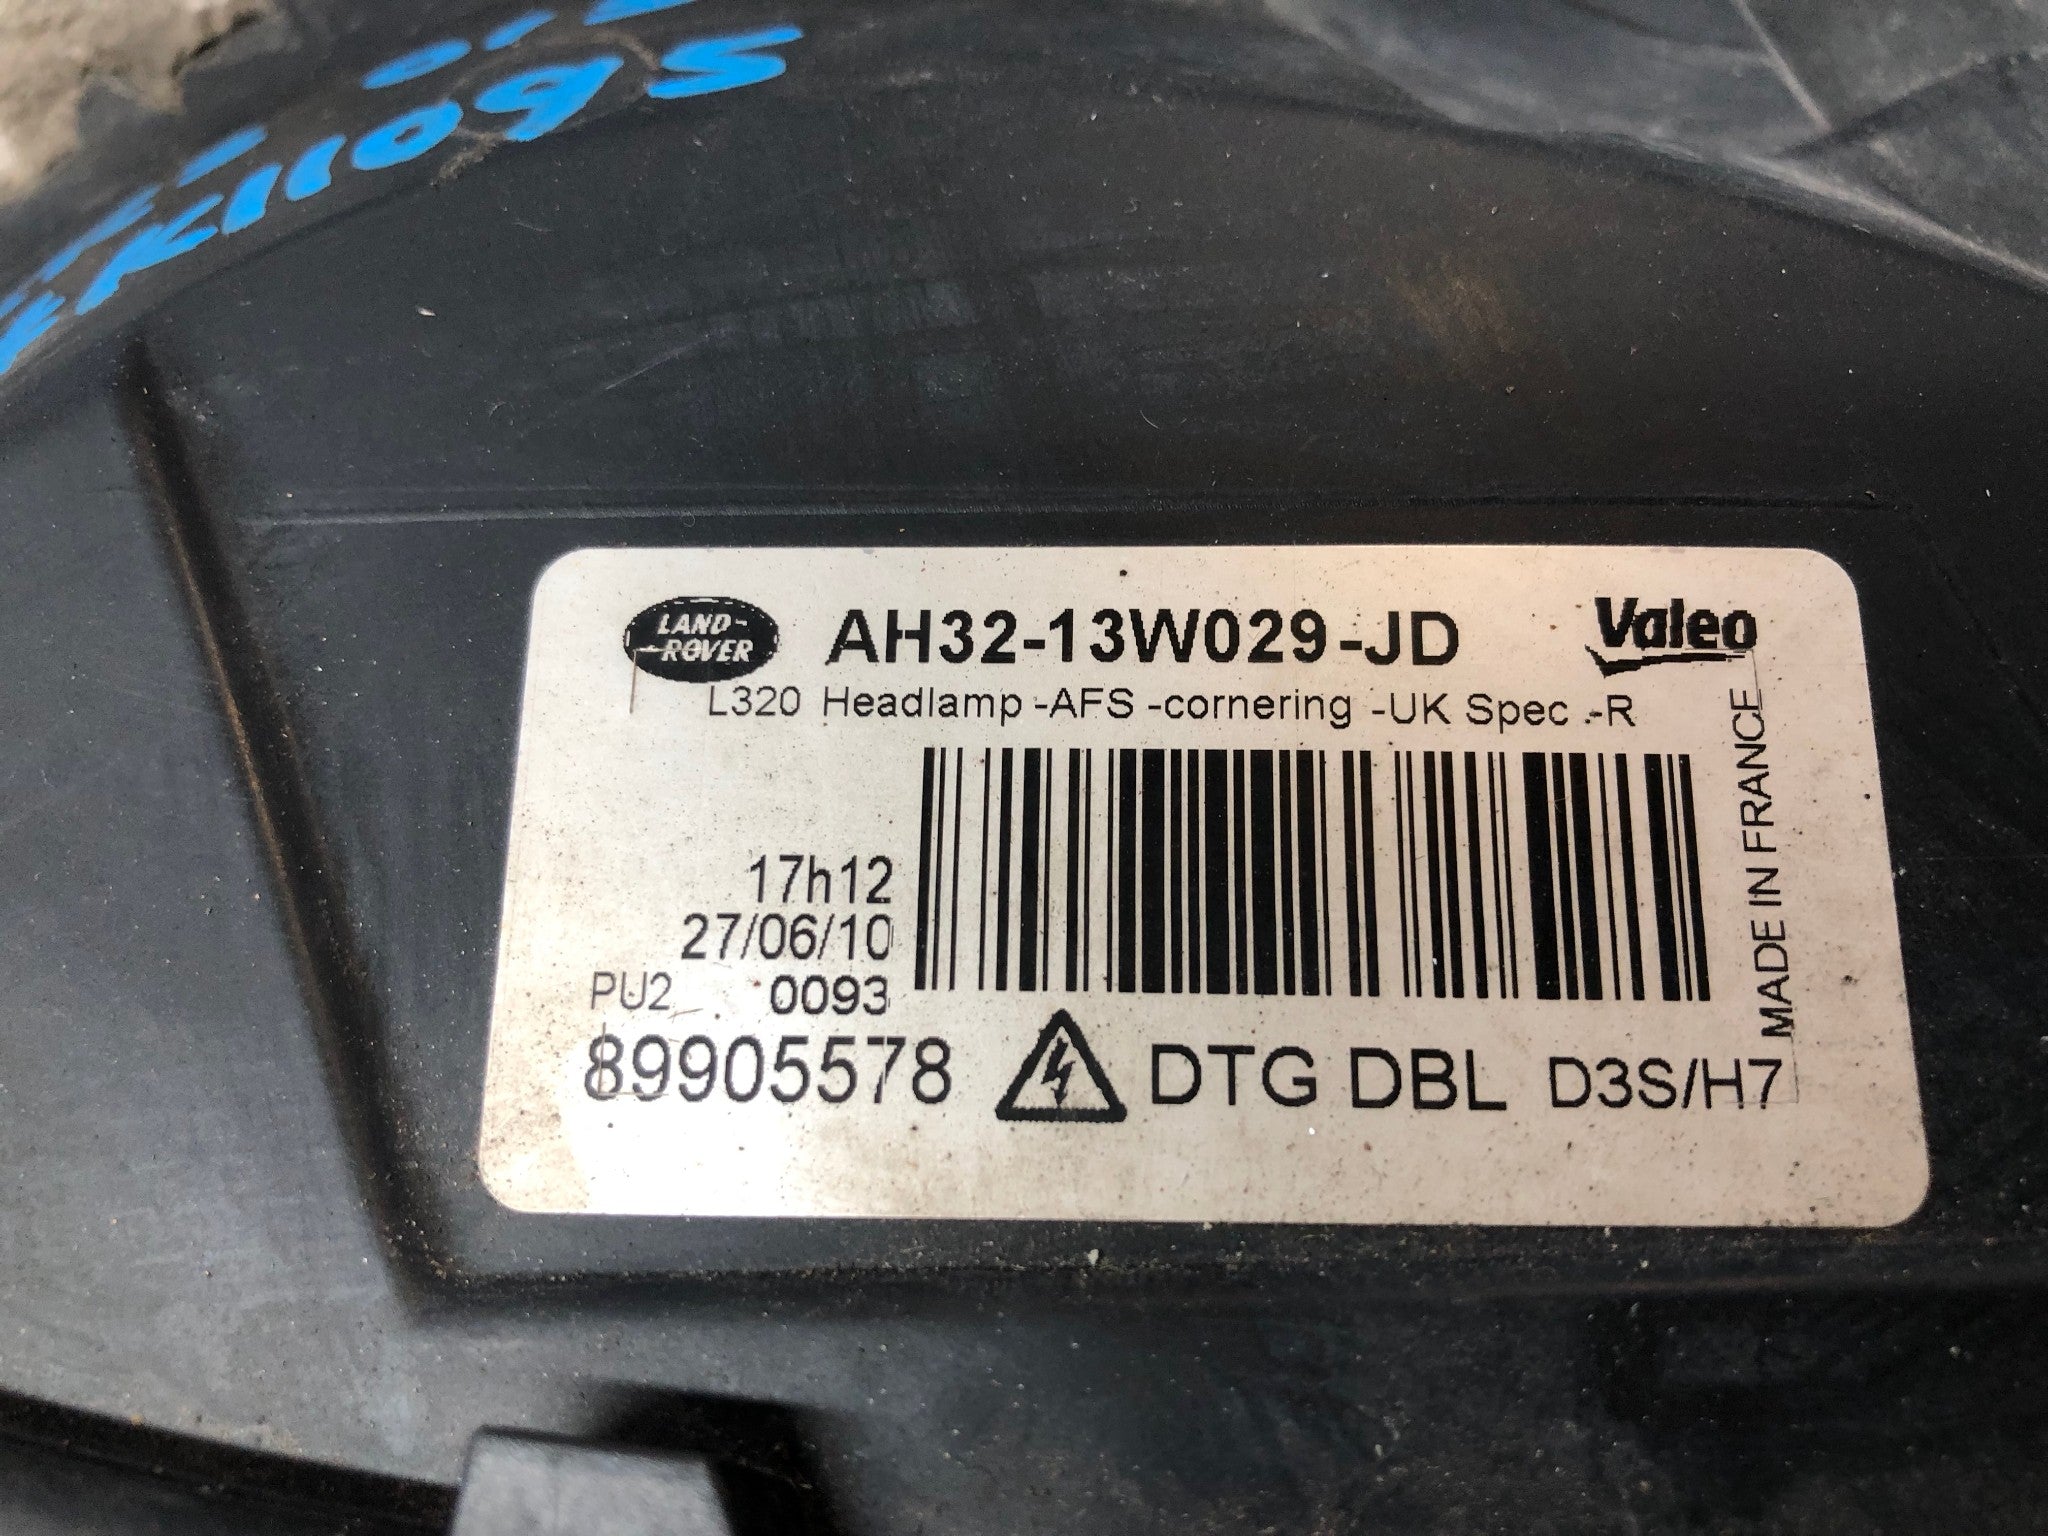 LAND-
-ROVER
AH32-13W029-JD
Valeo
L320 Headlamp -AFS -cornering -UK Spec .-R
MADE IN FRANCE
17h12
27/06/10
PU2 0093
89905578 DTG DBL D3S/H7